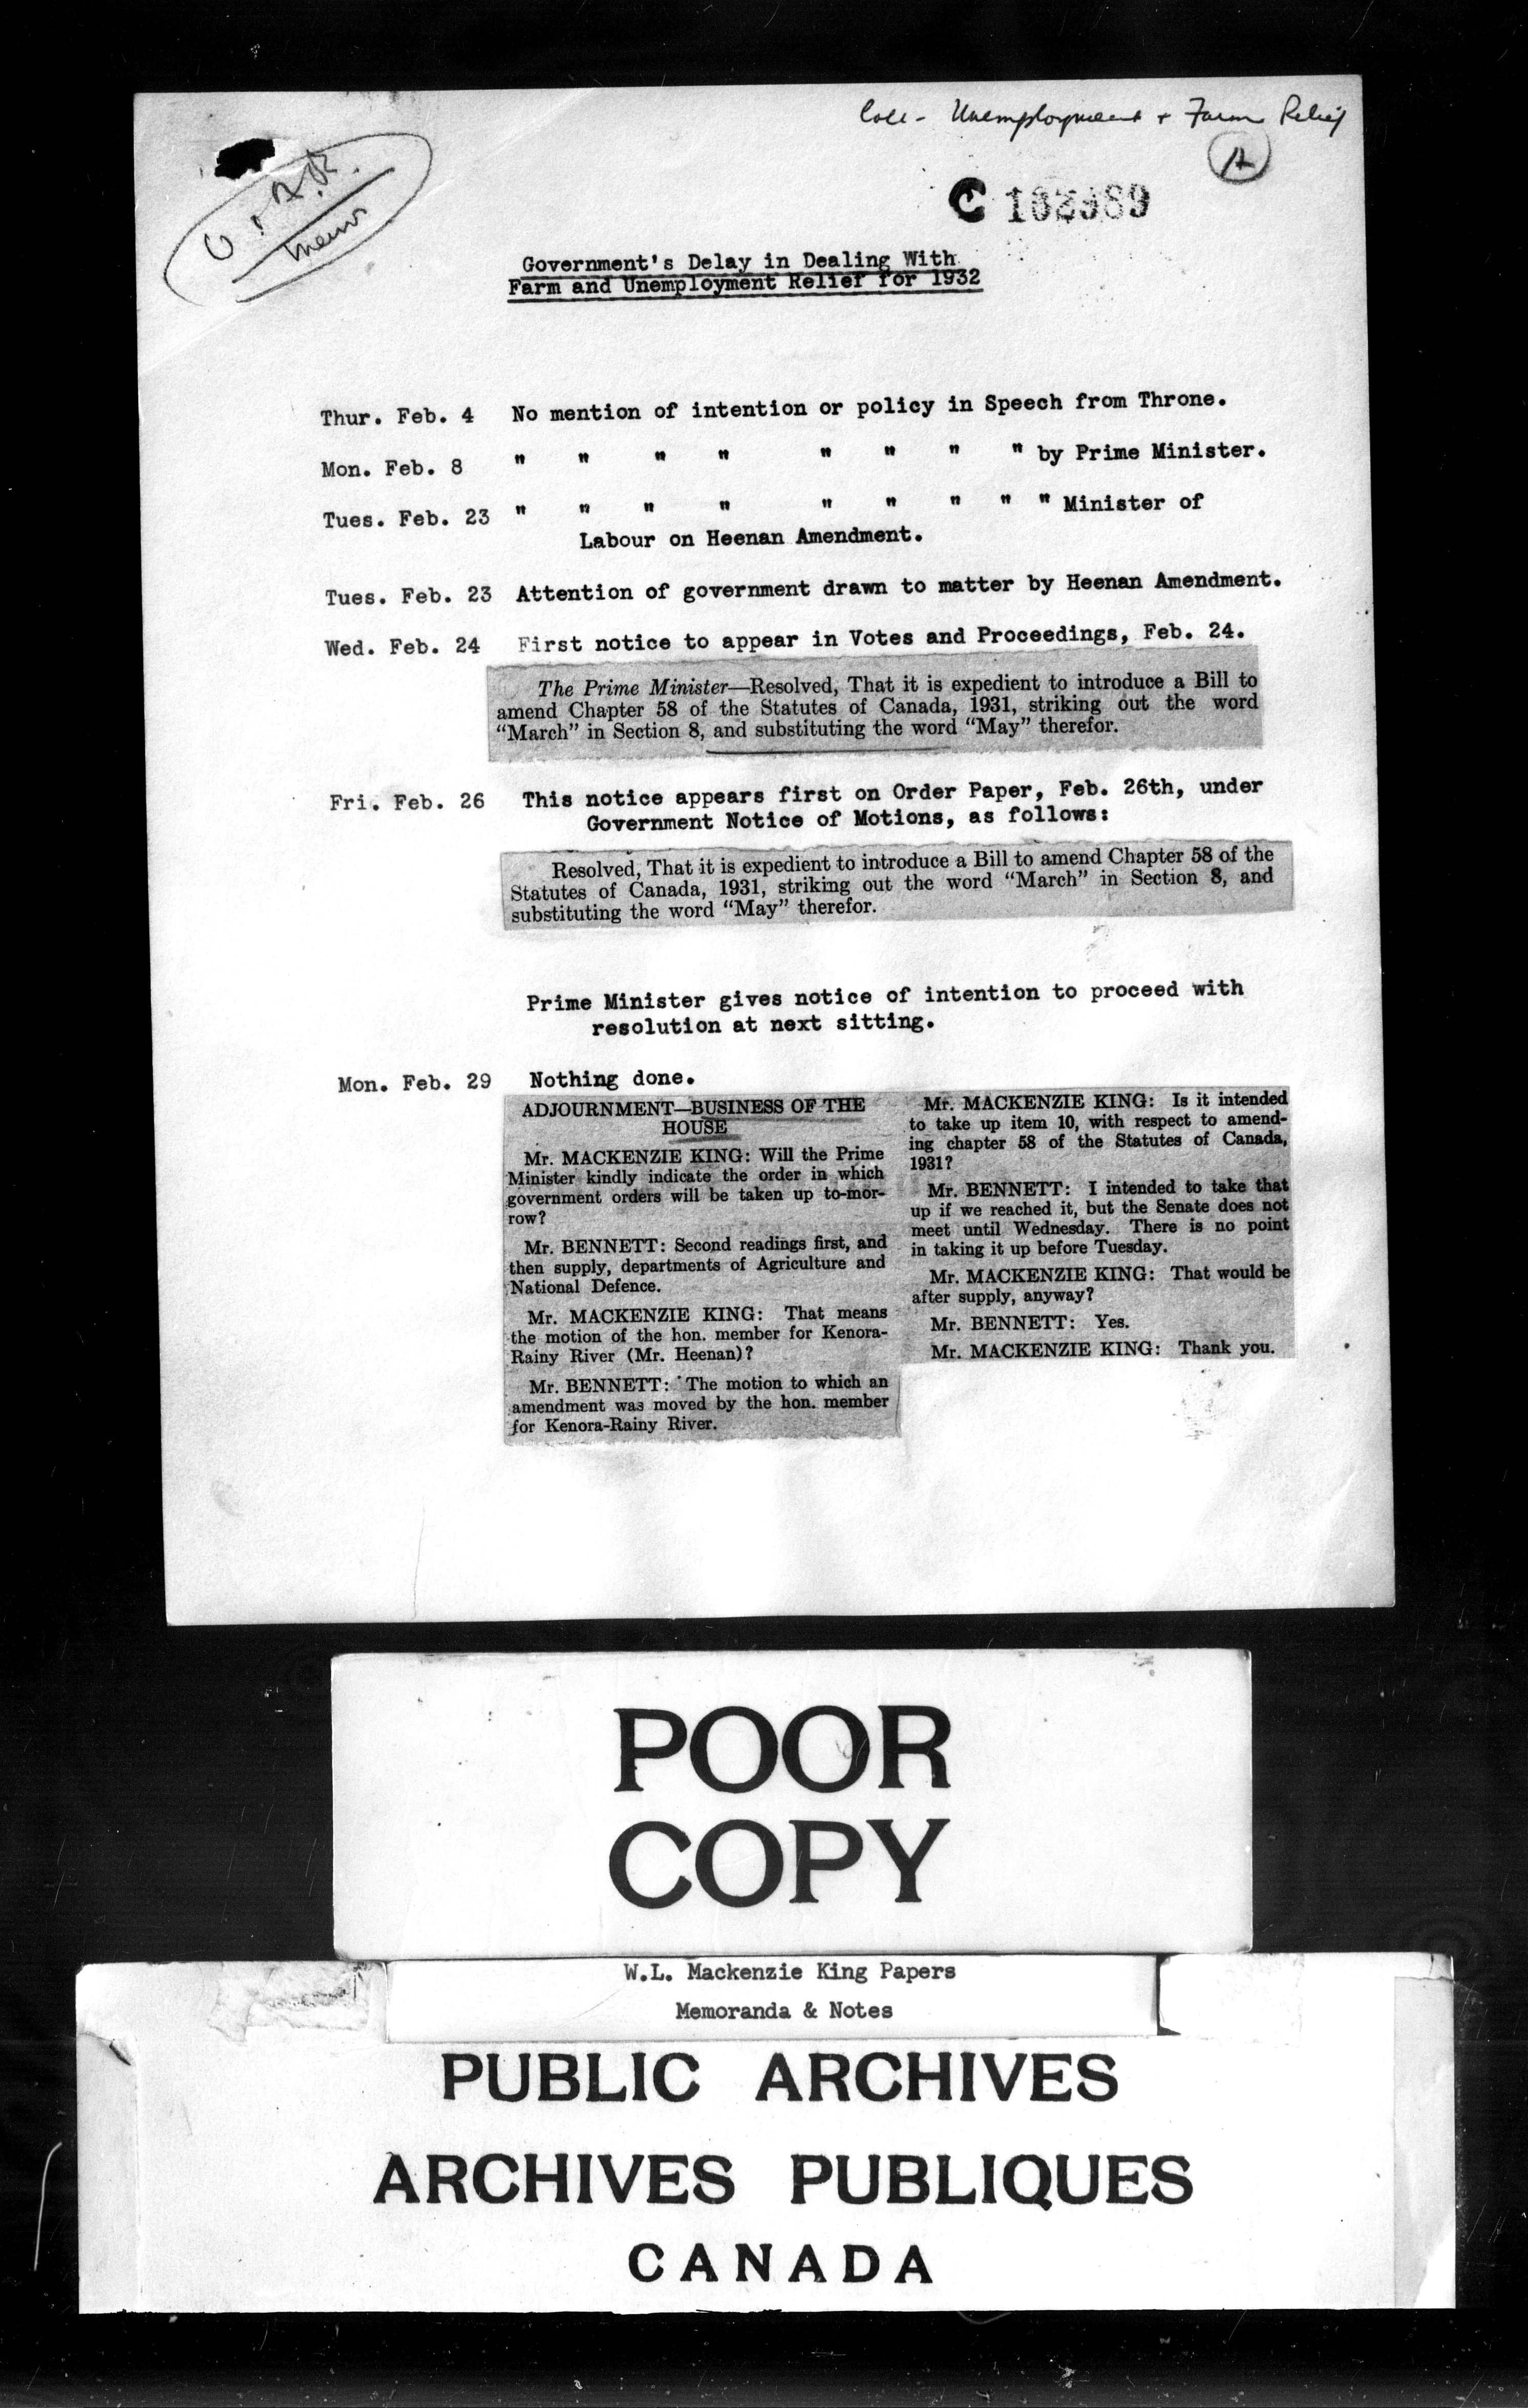 Unemployment + Farm Relief
A
C 102989
Government's Delay in Dealing With
Farm and Unemployment Relief for 1932
Thur. Feb. 4 No mention of intention or policy in Speech from Throne.
Mon. Feb. 8 " " " " " " " " by Prime Minister.
Tues. Feb. 23 " " " " " " " " " Minister of
Labour on Heenan Amendment.
Tues. Feb. 23 Attention of government drawn to matter by Heenan Amendment.
Wed. Feb. 24 First notice to appear in Votes and Proceedings, Feb. 24.
The Prime Minister—Resolved, That it is expedient to introduce a Bill to
amend Chapter 58 of the Statutes of Canada, 1931, striking out the word
"March" in Section 8, and substituting the word "May" therefor.
Fri. Feb. 26 This notice appears first on Order Paper, Feb. 26th, under
Government Notice of Motions, as follows:
Resolved, That it is expedient to introduce a Bill to amend Chapter 58 of the
Statutes of Canada, 1931, striking out the word "March" in Section 8, and
substituting the word "May" therefor.
Prime Minister gives notice of intention to proceed with
resolution at next sitting.
Mon. Feb. 29 Nothing done.
ADJOURNMENT—BUSINESS OF THE
HOUSE
Mr. MACKENZIE KING: Will the Prime
Minister kindly indicate the order in which
government orders will be taken up to-mor-
row?
Mr. BENNETT: Second readings first, and
then supply, departments of Agriculture and
National Defence.
Mr. MACKENZIE KING: That means
the motion of the hon. member for Kenora-
Rainy River (Mr. Heenan)?
Mr. BENNETT: The motion to which an
amendment was moved by the hon. member
for Kenora-Rainy River.
Mr. MACKENZIE KING: Is it intended
to take up item 10, with respect to amend-
ing chapter 58 of the Statutes of Canada,
1931?
Mr. BENNETT: I intended to take that
up if we reached it, but the Senate does not
meet until Wednesday. There is no point
in taking it up before Tuesday.
Mr. MACKENZIE KING: That would be
after supply, anyway?
Mr. BENNETT: Yes.
Mr. MACKENZIE KING: Thank you.
POOR
COPY
W.L. Mackenzie King Papers
Memoranda & Notes
PUBLIC ARCHIVES
ARCHIVES PUBLIQUES
CANADA